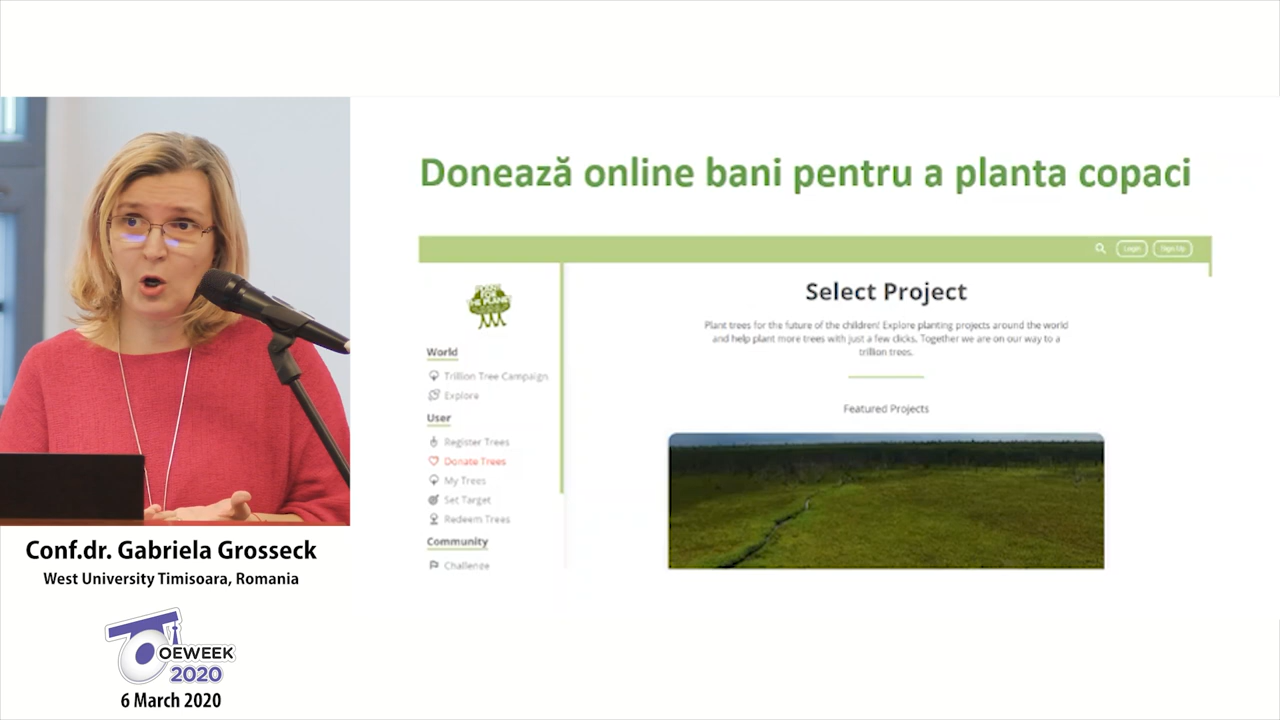 Donează online bani pentru a planta copaci
Login
Sign Up
PLANT
FOR
THE PLANET
Select Project
Plant trees for the future of the children! Explore planting projects around the world
and help plant more trees with just a few clicks. Together we are on our way to a
trillion trees.
Featured Projects
World
Trillion Tree Campaign
Explore
User
Register Trees
Donate Trees
My Trees
Set Target
Redeem Trees
Community
Challenge
Conf.dr. Gabriela Grosseck
West University Timisoara, Romania
OEWEEK
2020
6 March 2020